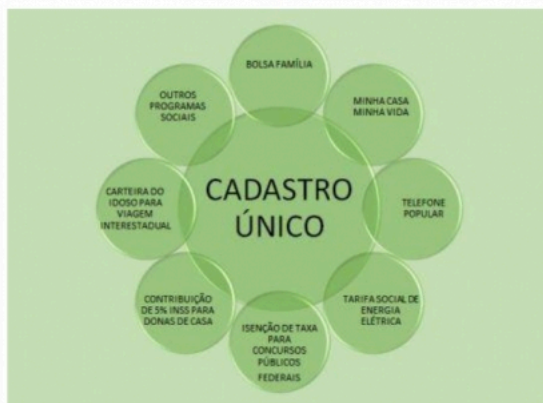 CADASTRO
ÚNICO
BOLSA FAMÍLIA
MINHA CASA
MINHA VIDA
TELEFONE
POPULAR
TARIFA SOCIAL DE
ENERGIA
ELÉTRICA
ISENÇÃO DE TAXA
PARA
CONCURSOS
PÚBLICOS
FEDERAIS
CONTRIBUIÇÃO
DE 5% INSS PARA
DONAS DE CASA
CARTEIRA DO
IDOSO PARA
VIAGEM
INTERESTADUAL
OUTROS
PROGRAMAS
SOCIAIS